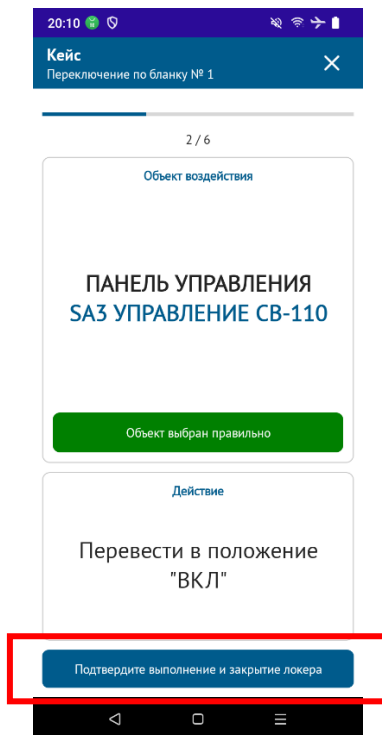 20:10
Кейс
Переключение по бланку № 1
2 / 6
Объект воздействия
ПАНЕЛЬ УПРАВЛЕНИЯ
SA3 УПРАВЛЕНИЕ СВ-110
Объект выбран правильно
Действие
Перевести в положение
"ВКЛ"
Подтвердите выполнение и закрытие локера